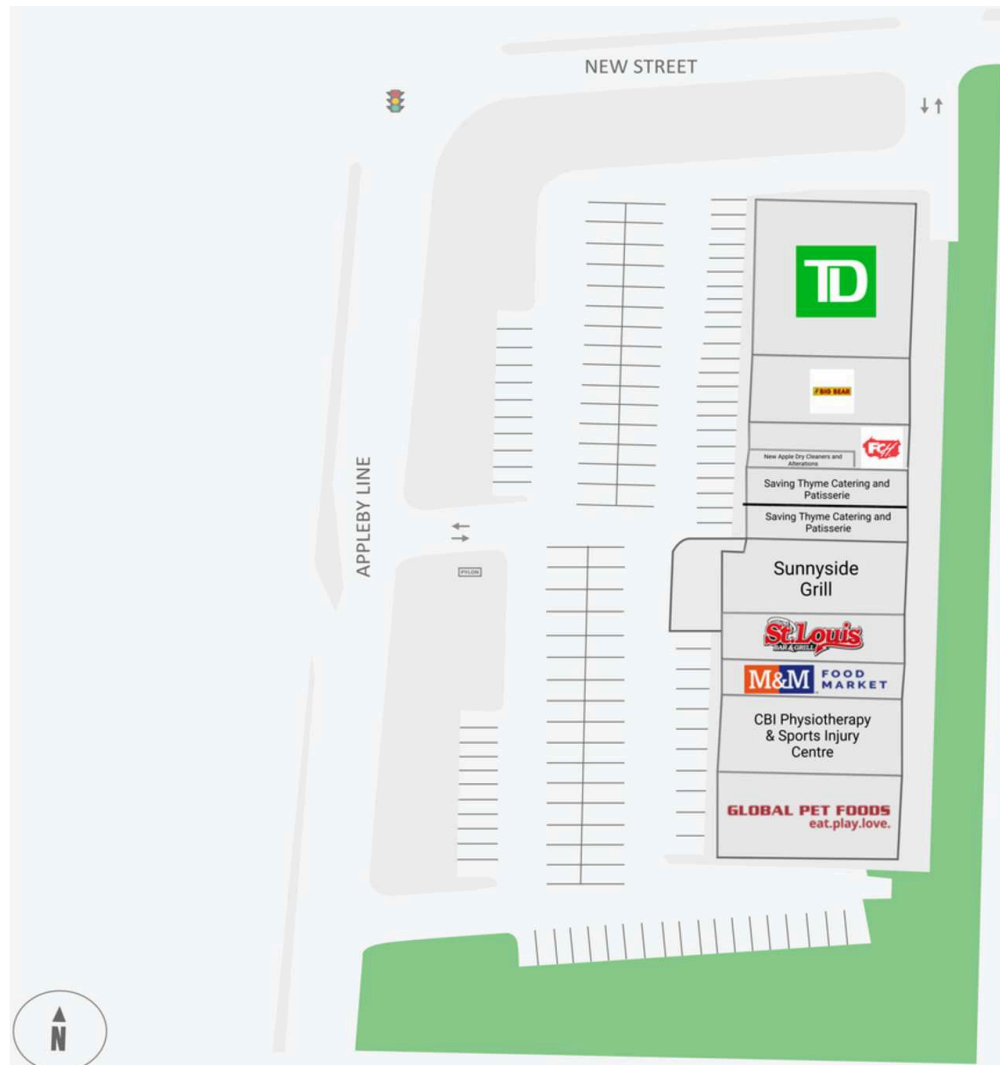 NEW STREET
APPLEBY LINE
PYLON
TD
BIG BEAR
New Apple Dry Cleaners and
Alterations
Saving Thyme Catering and
Patisserie
Saving Thyme Catering and
Patisserie
Sunnyside
Grill
St. Louis
BAR & GRILL
M&M FOOD
MARKET
CBI Physiotherapy
& Sports Injury
Centre
GLOBAL PET FOODS
eat.play.love.
N